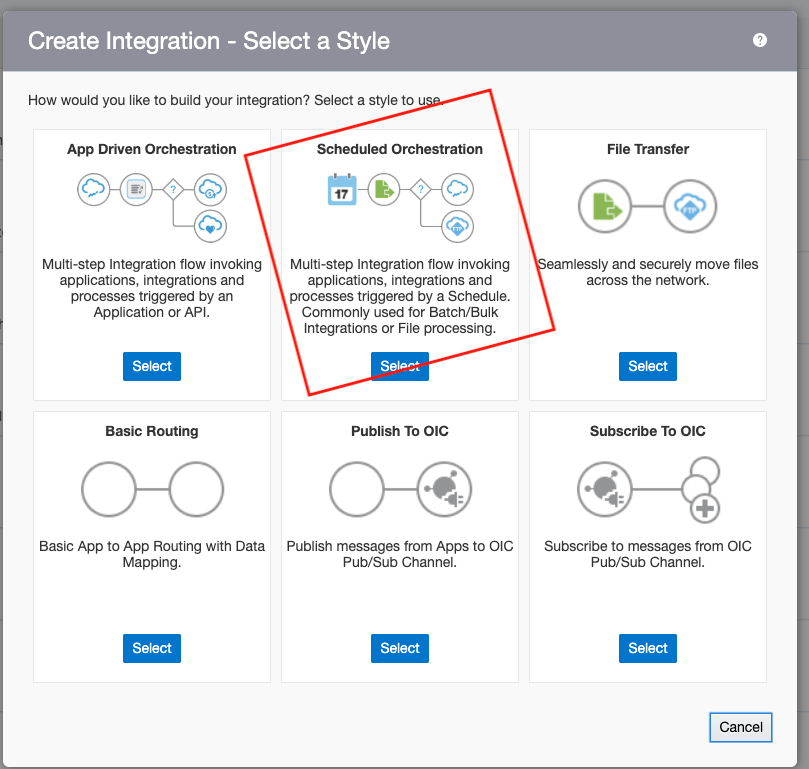 Create Integration - Select a Style
?
How would you like to build your integration? Select a style to use.
App Driven Orchestration
?
Multi-step Integration flow invoking
applications, integrations and
processes triggered by an
Application or API.
Select
Scheduled Orchestration
17
?
FTP
Multi-step Integration flow invoking
applications, integrations and
processes triggered by a Schedule.
Commonly used for Batch/Bulk
Integrations or File processing.
Select
File Transfer
FTP
Seamlessly and securely move files
across the network.
Select
Basic Routing
Basic App to App Routing with Data
Mapping.
Select
Publish To OIC
Publish messages from Apps to OIC
Pub/Sub Channel.
Select
Subscribe To OIC
Subscribe to messages from OIC
Pub/Sub Channel.
Select
Cancel